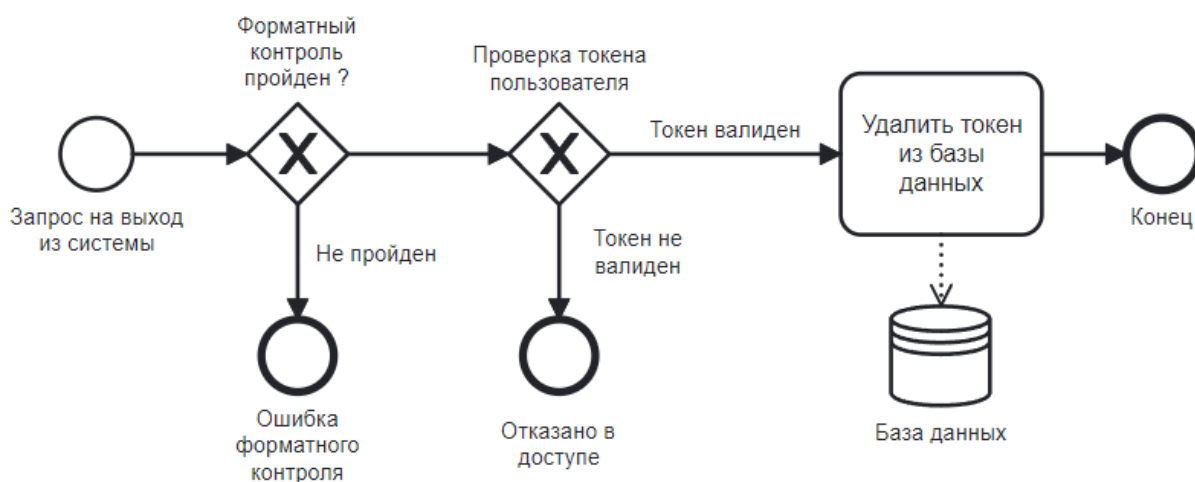 Форматный
контроль
пройден ?
Проверка токена
пользователя
Токен валиден
Удалить токен
из базы
данных
Запрос на выход
из системы
Конец
Не пройден
Токен не
валиден
Ошибка
форматного
контроля
Отказано в
доступе
База данных